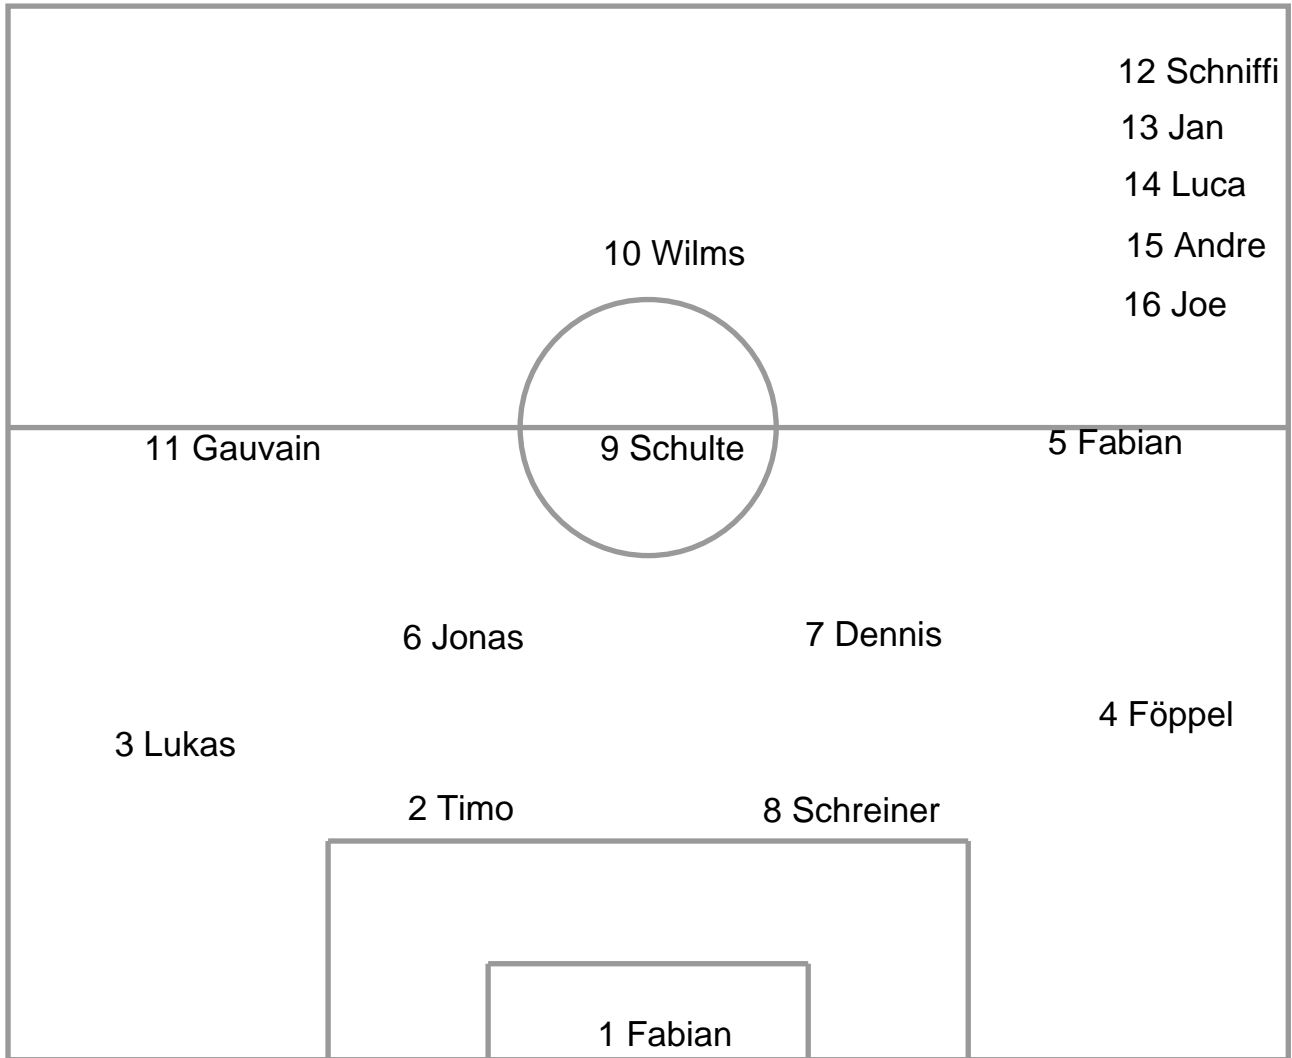 12 Schniffi
13 Jan
14 Luca
15 Andre
10 Wilms
16 Joe
11 Gauvain
9 Schulte
5 Fabian
6 Jonas
7 Dennis
4 Föppel
3 Lukas
2 Timo
8 Schreiner
1 Fabian